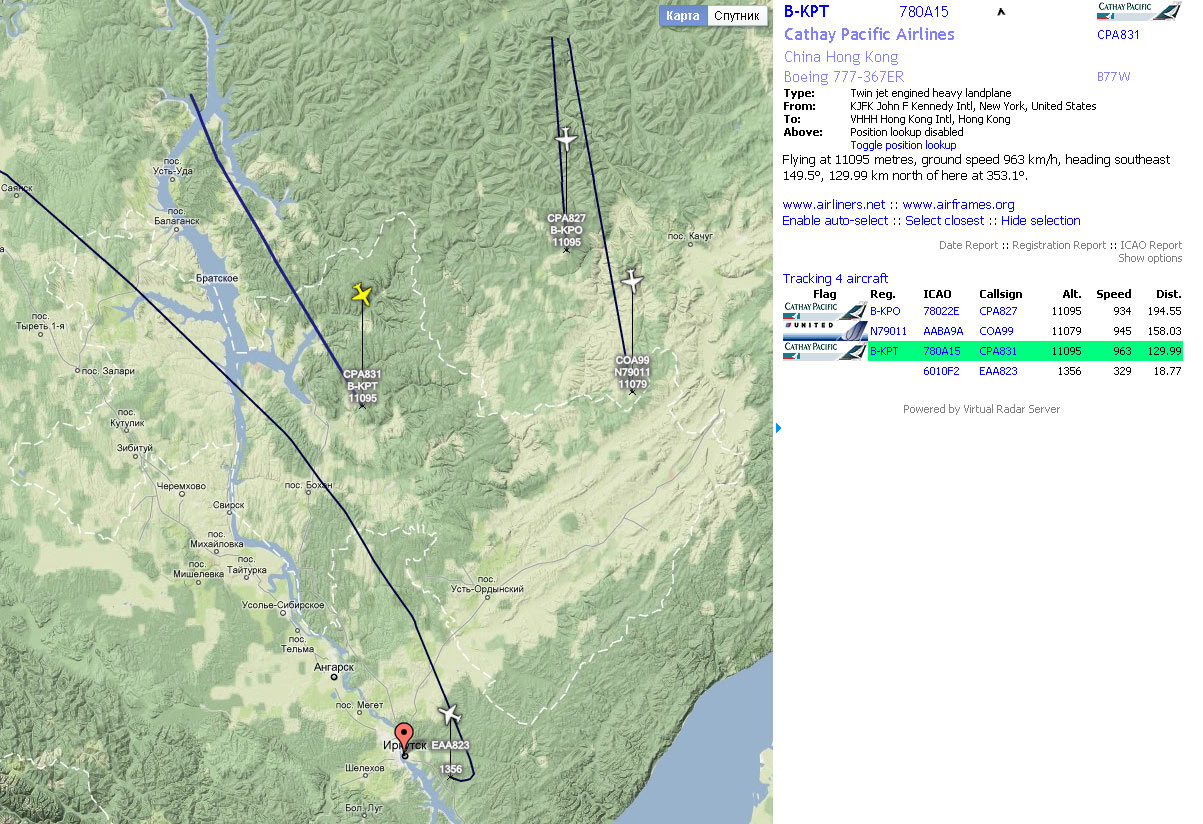 Карта Спутник
Саянск
пос.
Усть-Уда
пос.
Балаганск
пос. Качуг
Братское
CPA827
B-KPO
11095
пос.
Тыреть 1-я
COA99
N79011
11079
CPA831
B-KPT
11095
пос. Залари
пос.
Кутулик
Зибитуй
Черемхово
пос. Бохан
Свирск
пос.
Михайловка
пос.
Мишелевка
пос.
Тайтурка
пос.
Усть-Ордынский
Усолье-Сибирское
пос.
Тельма
Ангарск
пос. Мегет
Иркутск
EAA823
1356
Шелехов
Бол. Луг
B-KPT 780A15
CATHAY PACIFIC
Cathay Pacific Airlines CPA831
China Hong Kong
Boeing 777-367ER B77W
Type: Twin jet engined heavy landplane
From: KJFK John F Kennedy Intl, New York, United States
To: VHHH Hong Kong Intl, Hong Kong
Above: Position lookup disabled
Toggle position lookup
Flying at 11095 metres, ground speed 963 km/h, heading southeast
149.5º, 129.99 km north of here at 353.1º.
www.airliners.net :: www.airframes.org
Enable auto-select :: Select closest :: Hide selection
Date Report :: Registration Report :: ICAO Report
Show options
Tracking 4 aircraft
Flag Reg. ICAO Callsign Alt. Speed Dist.
CATHAY PACIFIC B-KPO 78022E CPA827 11095 934 194.55
UNITED N79011 AABA9A COA99 11079 945 158.03
CATHAY PACIFIC B-KPT 780A15 CPA831 11095 963 129.99
6010F2 EAA823 1356 329 18.77
Powered by Virtual Radar Server